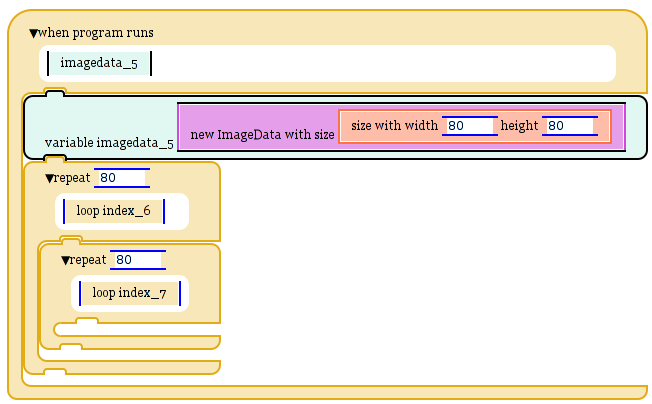 ▼when program runs
imagedata_5
variable imagedata_5 new ImageData with size size with width 80 height 80
▼repeat 80
loop index_6
▼repeat 80
loop index_7